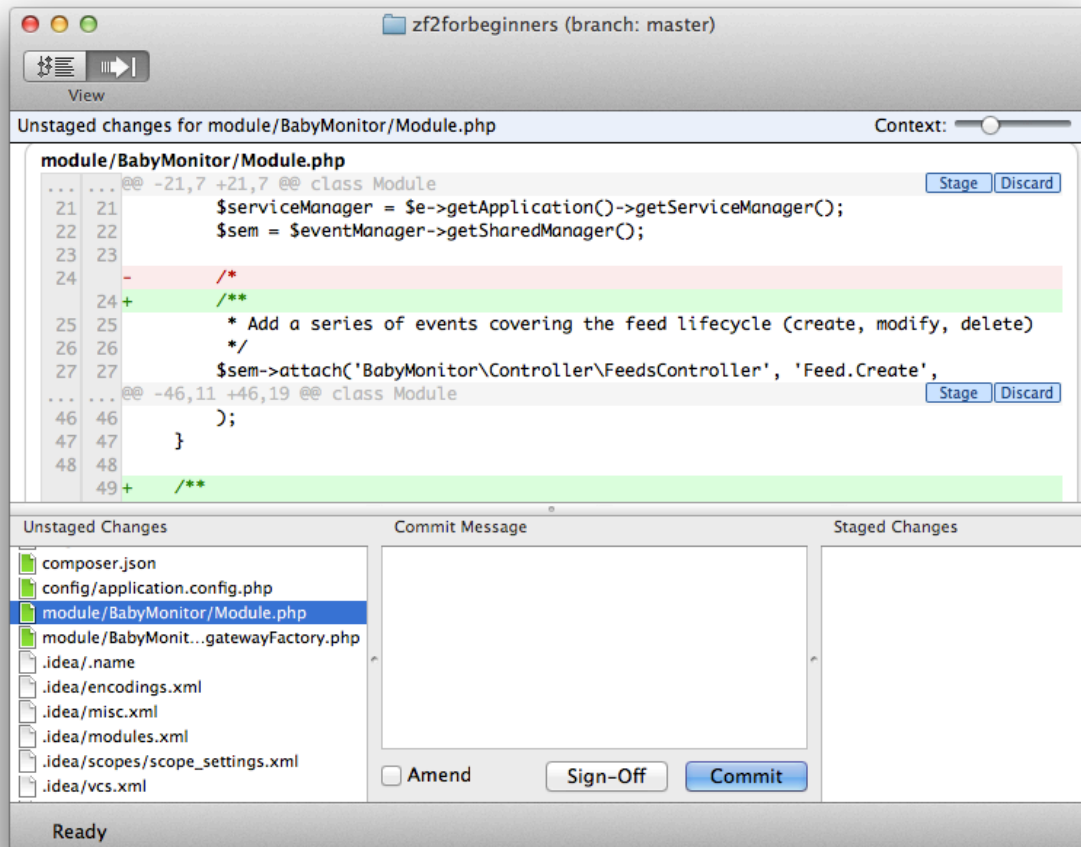 zf2forbeginners (branch: master)
View
Unstaged changes for module/BabyMonitor/Module.php Context:
module/BabyMonitor/Module.php
... ... @@ -21,7 +21,7 @@ class Module Stage Discard
21 21 $serviceManager = $e->getApplication()->getServiceManager();
22 22 $sem = $eventManager->getSharedManager();
23 23
24 - /*
24 + /**
25 25 * Add a series of events covering the feed lifecycle (create, modify, delete)
26 26 */
27 27 $sem->attach('BabyMonitor\Controller\FeedsController', 'Feed.Create',
... ... @@ -46,11 +46,19 @@ class Module Stage Discard
46 46 );
47 47 }
48 48
49 + /**
Unstaged Changes
composer.json
config/application.config.php
module/BabyMonitor/Module.php
module/BabyMonit...gatewayFactory.php
.idea/.name
.idea/encodings.xml
.idea/misc.xml
.idea/modules.xml
.idea/scopes/scope_settings.xml
.idea/vcs.xml
Commit Message
Amend Sign-Off Commit
Staged Changes
Ready